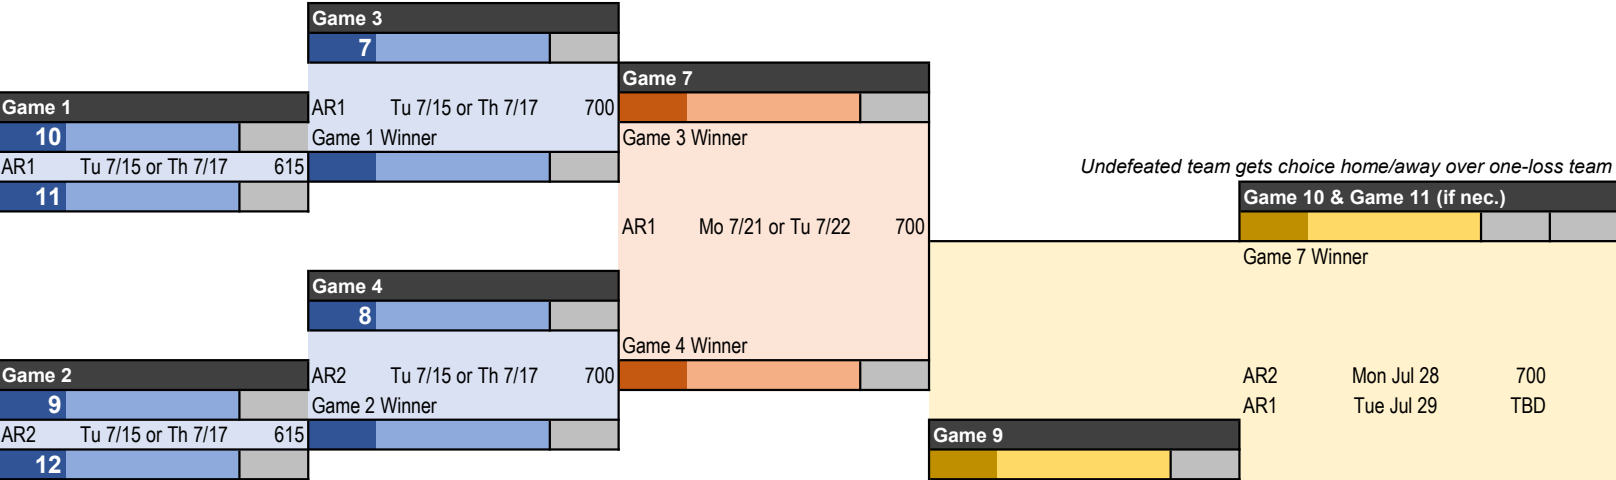 Game 3
7
AR1 Tu 7/15 or Th 7/17 700
Game 1 Winner
Game 1
10
AR1 Tu 7/15 or Th 7/17 615
11
Game 7
Game 3 Winner
AR1 Mo 7/21 or Tu 7/22 700
Game 4 Winner
Game 4
8
AR2 Tu 7/15 or Th 7/17 700
Game 2 Winner
Game 2
9
AR2 Tu 7/15 or Th 7/17 615
12
Undefeated team gets choice home/away over one-loss team
Game 10 & Game 11 (if nec.)
Game 7 Winner
AR2 Mon Jul 28 700
AR1 Tue Jul 29 TBD
Game 9